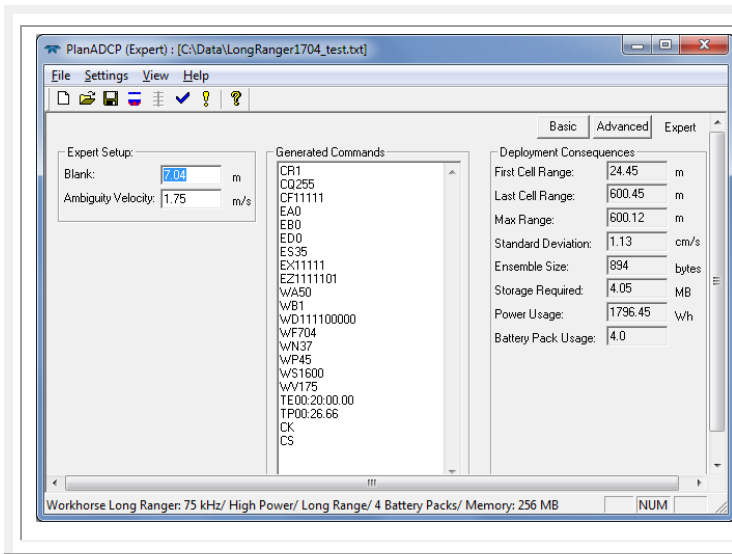 PlanADCP (Expert) : [C:\Data\LongRanger1704_test.txt]
File Settings View Help
Basic Advanced Expert
Expert Setup:
Blank: 7.04 m
Ambiguity Velocity: 1.75 m/s
Generated Commands
CR1
CQ255
CF11111
EA0
EB0
ED0
ES35
EX11111
EZ1111101
WA50
WB1
WD111100000
WF704
WN37
WP45
WS1600
WV175
TE00:20:00.00
TP00:26.66
CK
CS
Deployment Consequences
First Cell Range: 24.45 m
Last Cell Range: 600.45 m
Max Range: 600.12 m
Standard Deviation: 1.13 cm/s
Ensemble Size: 894 bytes
Storage Required: 4.05 MB
Power Usage: 1796.45 Wh
Battery Pack Usage: 4.0
Workhorse Long Ranger: 75 kHz/ High Power/ Long Range/ 4 Battery Packs/ Memory: 256 MB NUM